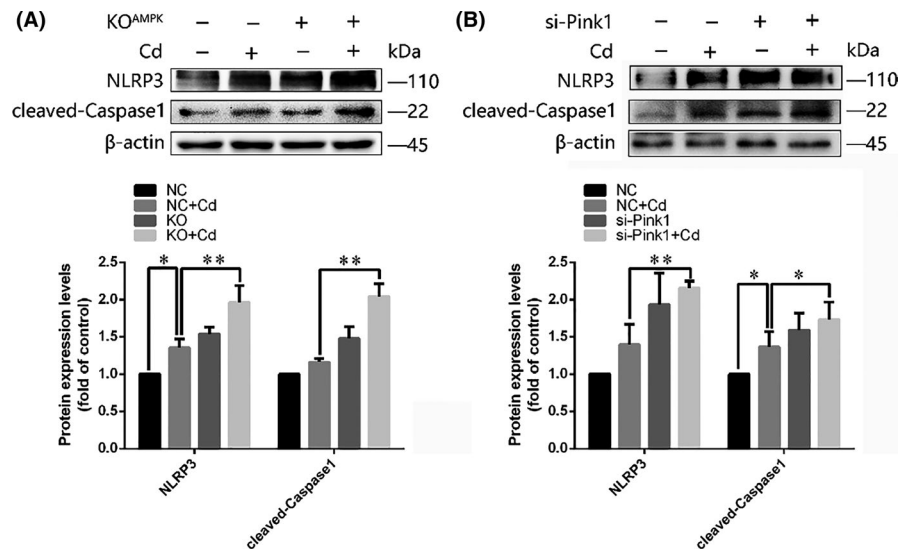 (A)
KO^AMPK − − + +
Cd − + − + kDa
NLRP3 —110
cleaved-Caspase1 —22
β-actin —45
NC
NC+Cd
KO
KO+Cd
Protein expression levels
(fold of control)
2.5
2.0
1.5
1.0
0.5
0.0
* ** **
NLRP3
cleaved-Caspase1
(B)
si-Pink1 − − + +
Cd − + − + kDa
NLRP3 —110
cleaved-Caspase1 —22
β-actin —45
NC
NC+Cd
si-Pink1
si-Pink1+Cd
Protein expression levels
(fold of control)
2.5
2.0
1.5
1.0
0.5
0.0
** * *
NLRP3
cleaved-Caspase1